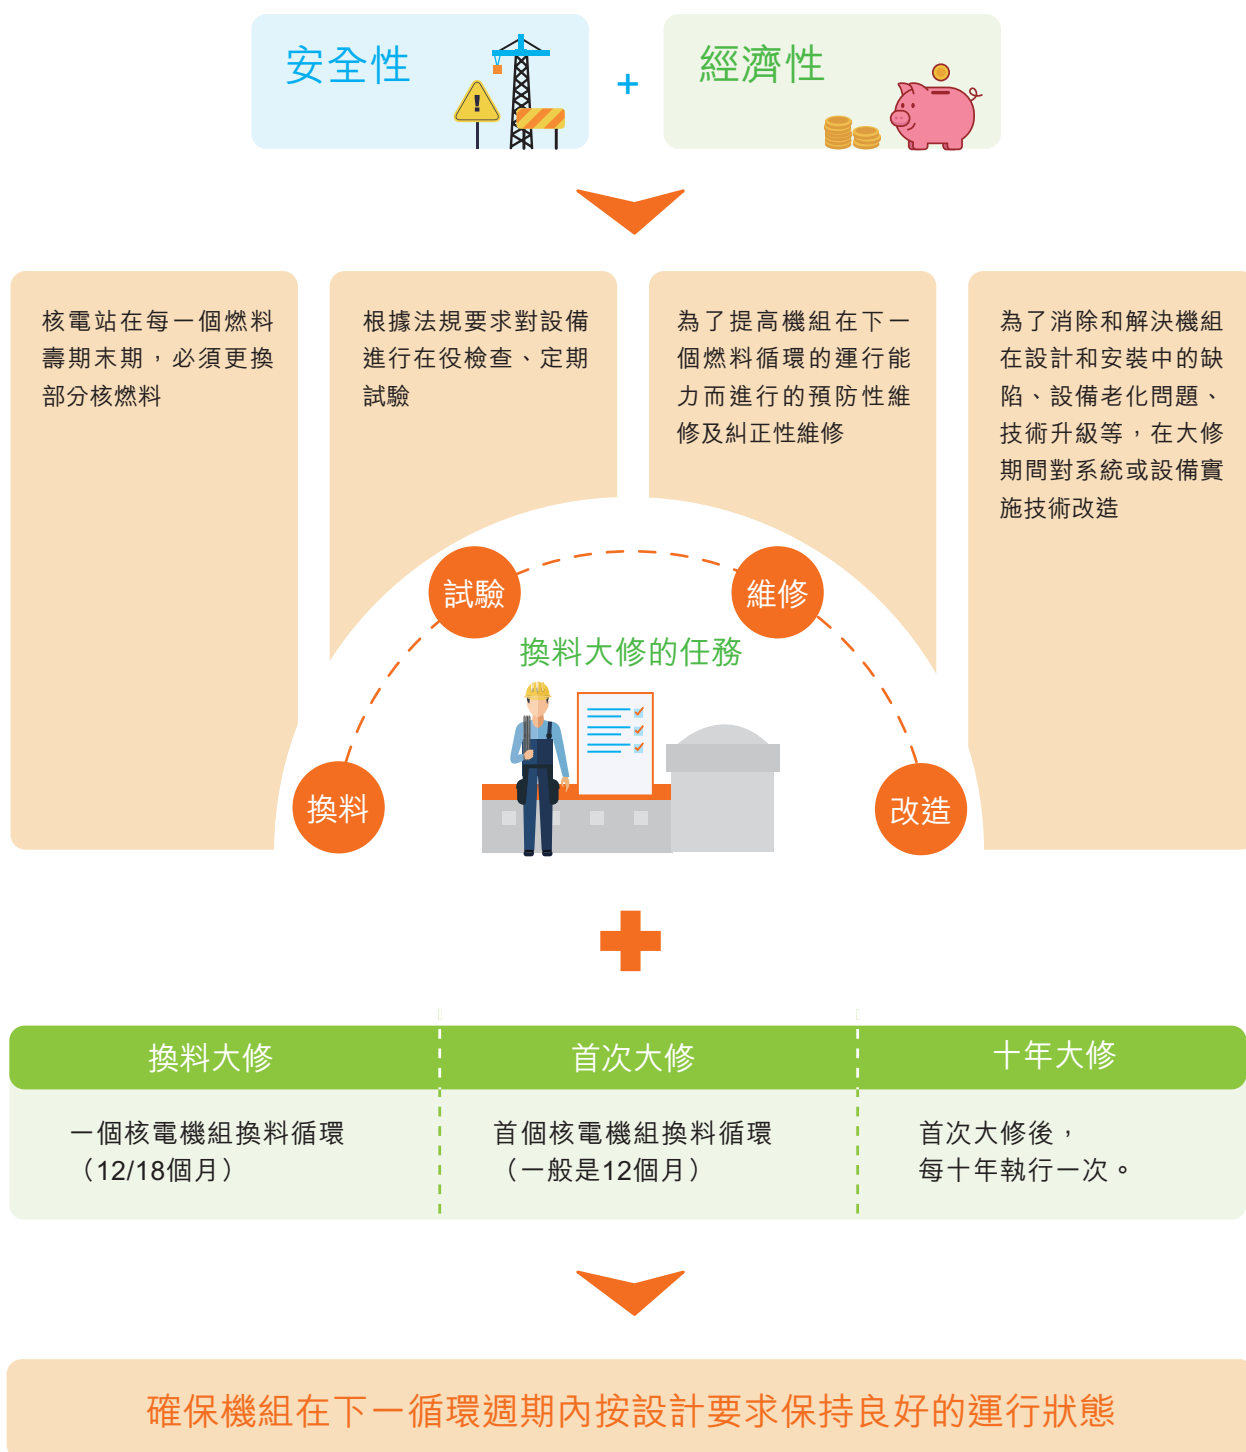 安全性
+
經濟性
核電站在每一個燃料
壽期末期，必須更換
部分核燃料
根據法規要求對設備
進行在役檢查、定期
試驗
為了提高機組在下一
個燃料循環的運行能
力而進行的預防性維
修及糾正性維修
為了消除和解決機組
在設計和安裝中的缺
陷、設備老化問題、
技術升級等，在大修
期間對系統或設備實
施技術改造
試驗
維修
換料大修的任務
換料
改造
換料大修
首次大修
十年大修
一個核電機組換料循環
（12/18個月）
首個核電機組換料循環
（一般是12個月）
首次大修後，
每十年執行一次。
確保機組在下一循環週期內按設計要求保持良好的運行狀態